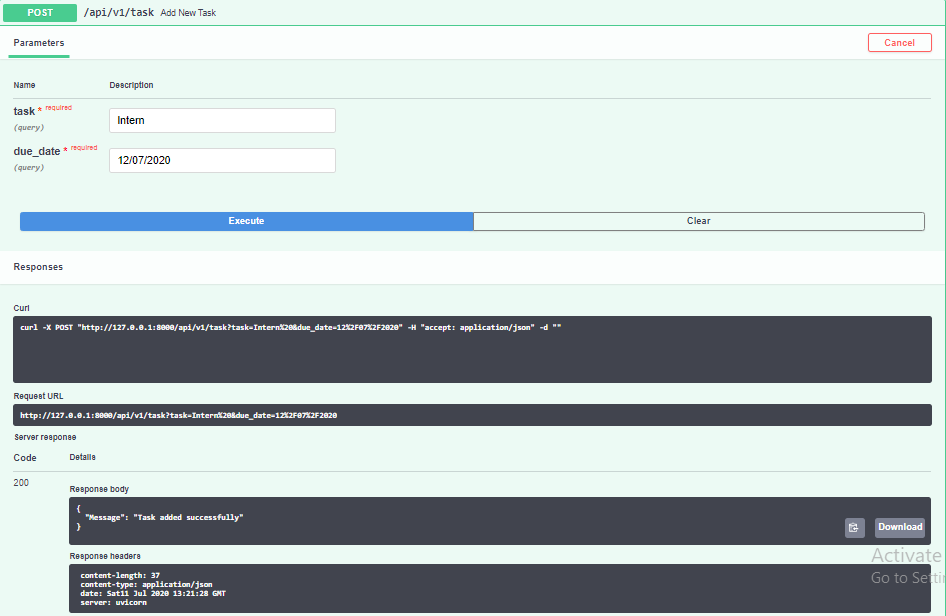 POST /api/v1/task Add New Task
Parameters
Cancel
Name Description
task * required
(query)
Intern
due_date * required
(query)
12/07/2020
Execute Clear
Responses
Curl
curl -X POST "http://127.0.0.1:8000/api/v1/task?task=Intern%20&due_date=12%2F07%2F2020" -H "accept: application/json" -d ""
Request URL
http://127.0.0.1:8000/api/v1/task?task=Intern%20&due_date=12%2F07%2F2020
Server response
Code Details
200
Response body
{
"Message": "Task added successfully"
}
Download
Response headers
content-length: 37
content-type: application/json
date: Sat11 Jul 2020 13:21:28 GMT
server: uvicorn
Activate
Go to Setti